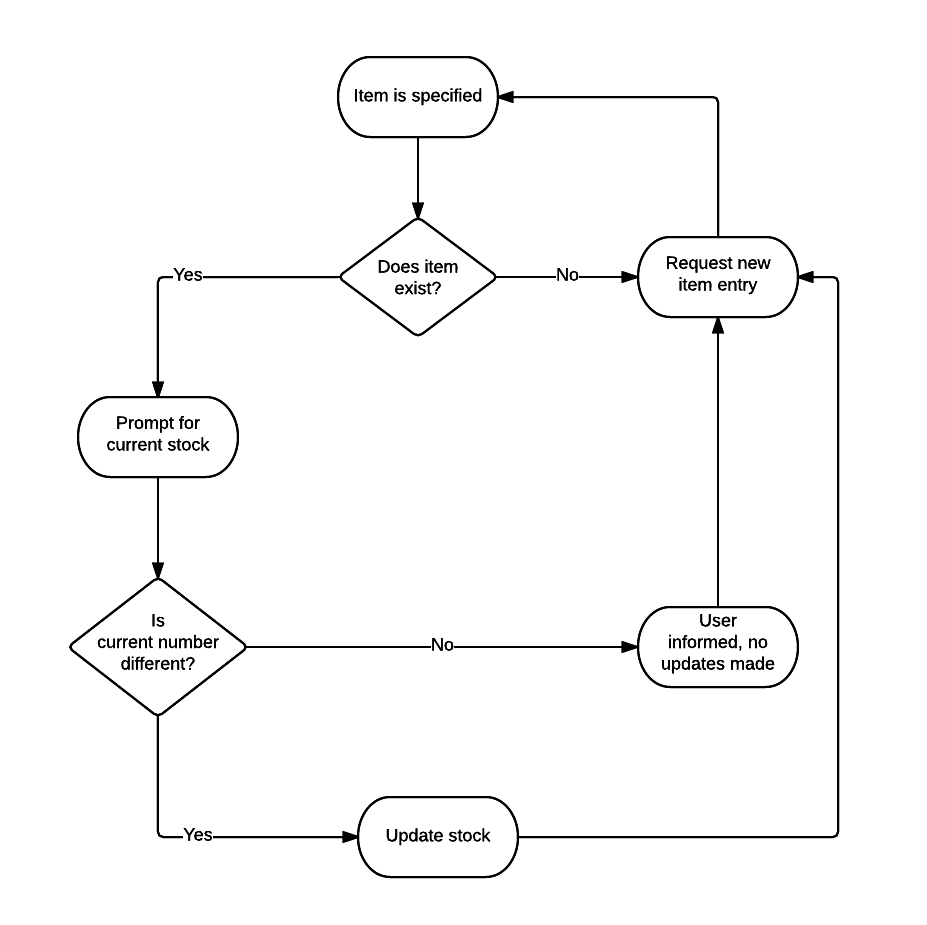 Item is specified
Does item
exist?
Yes
No
Request new
item entry
Prompt for
current stock
Is
current number
different?
No
User
informed, no
updates made
Yes
Update stock